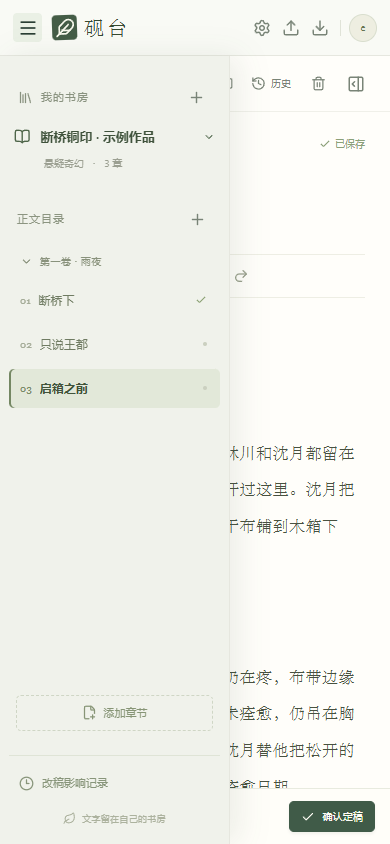 砚台
c
我的书房
历史
断桥铜印 · 示例作品
悬疑奇幻 · 3 章
已保存
正文目录
第一卷 · 雨夜
01 断桥下
02 只说王都
03 启箱之前
川和沈月都留在
过这里。沈月把
布铺到木箱下
仍在疼，布带边缘
未痊愈，仍吊在胸
沈月替他把松开的
添加章节
改稿影响记录
文字留在自己的书房
确认定稿